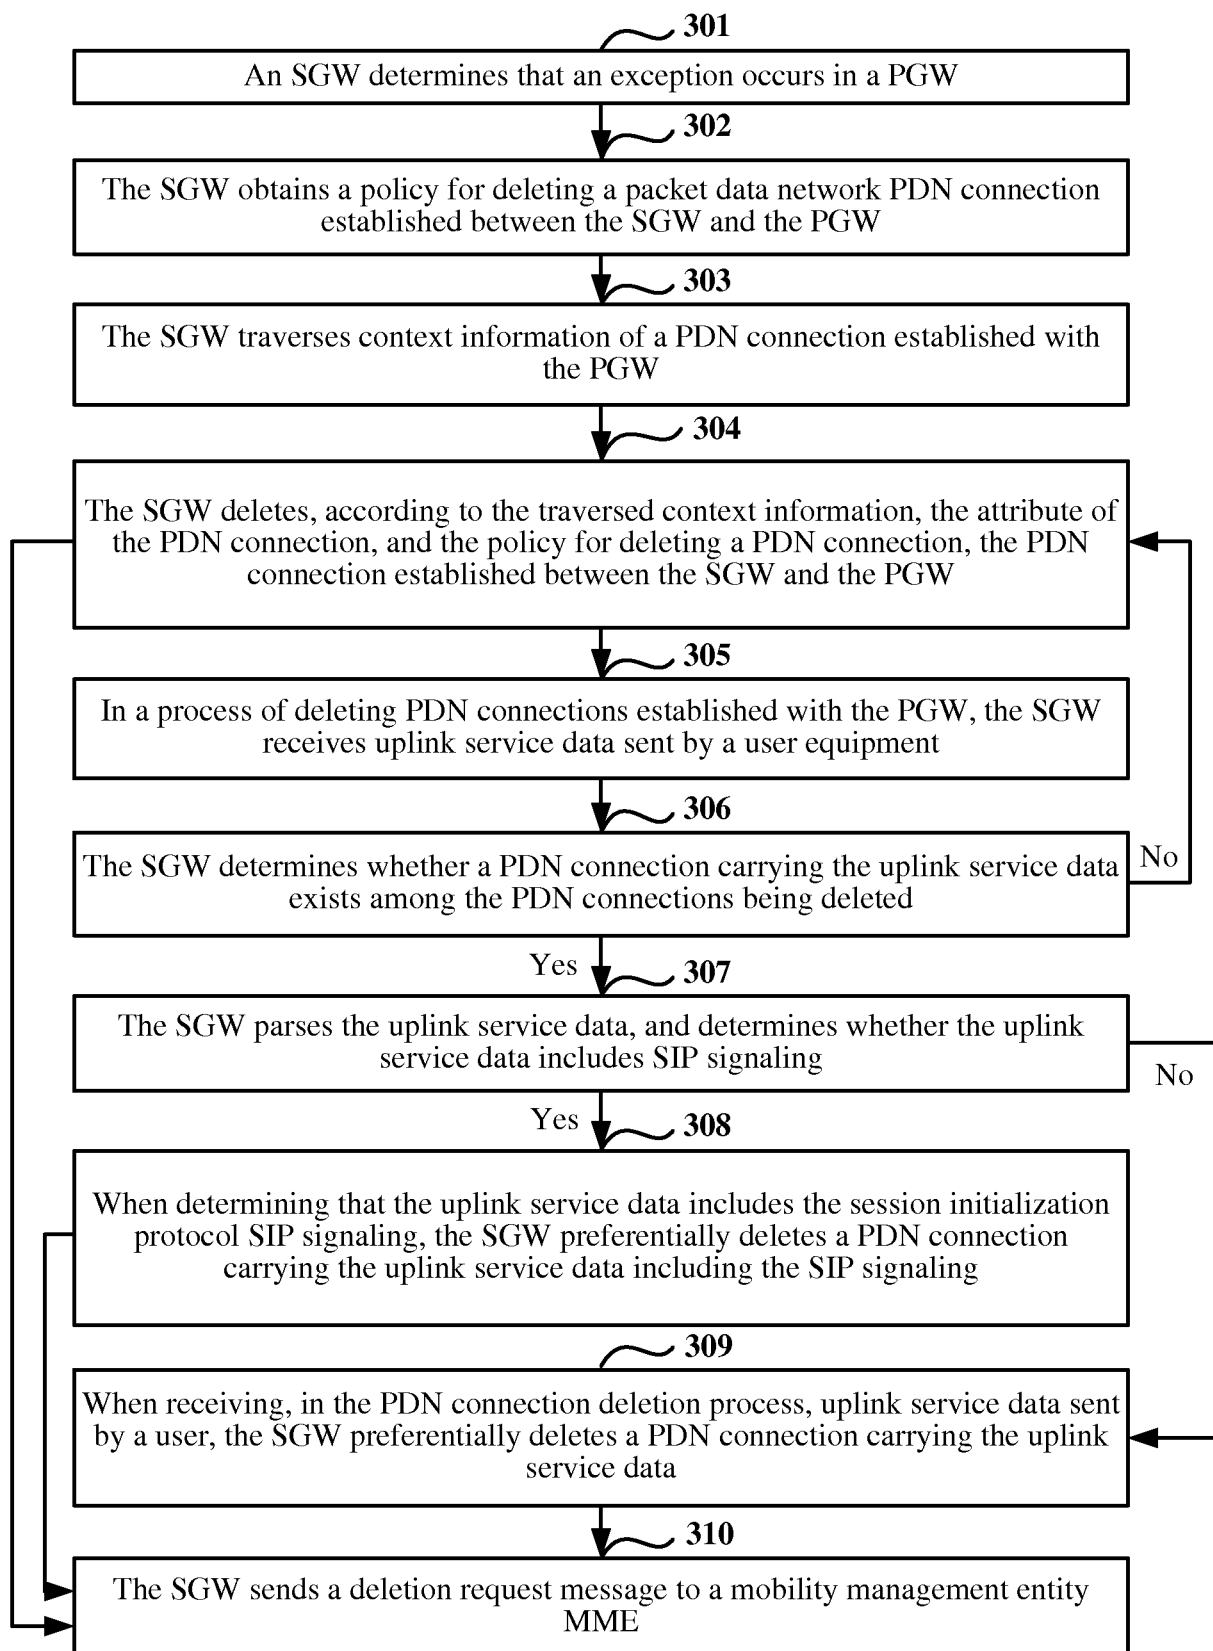 301
An SGW determines that an exception occurs in a PGW
302
The SGW obtains a policy for deleting a packet data network PDN connection
established between the SGW and the PGW
303
The SGW traverses context information of a PDN connection established with
the PGW
304
The SGW deletes, according to the traversed context information, the attribute of
the PDN connection, and the policy for deleting a PDN connection, the PDN
connection established between the SGW and the PGW
305
In a process of deleting PDN connections established with the PGW, the SGW
receives uplink service data sent by a user equipment
306
The SGW determines whether a PDN connection carrying the uplink service data
exists among the PDN connections being deleted
No
Yes
307
The SGW parses the uplink service data, and determines whether the uplink
service data includes SIP signaling
No
Yes
308
When determining that the uplink service data includes the session initialization
protocol SIP signaling, the SGW preferentially deletes a PDN connection
carrying the uplink service data including the SIP signaling
309
When receiving, in the PDN connection deletion process, uplink service data sent
by a user, the SGW preferentially deletes a PDN connection carrying the uplink
service data
310
The SGW sends a deletion request message to a mobility management entity
MME